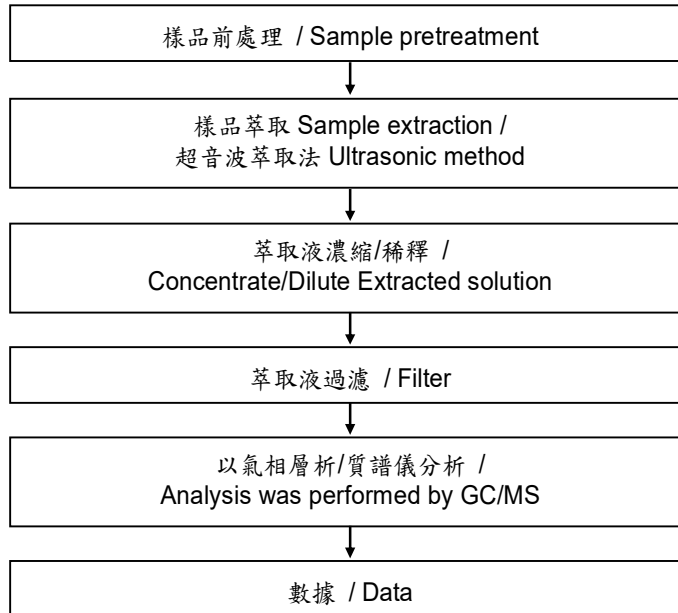 樣品前處理 / Sample pretreatment
樣品萃取 Sample extraction /
超音波萃取法 Ultrasonic method
萃取液濃縮/稀釋 /
Concentrate/Dilute Extracted solution
萃取液過濾 / Filter
以氣相層析/質譜儀分析 /
Analysis was performed by GC/MS
數據 / Data